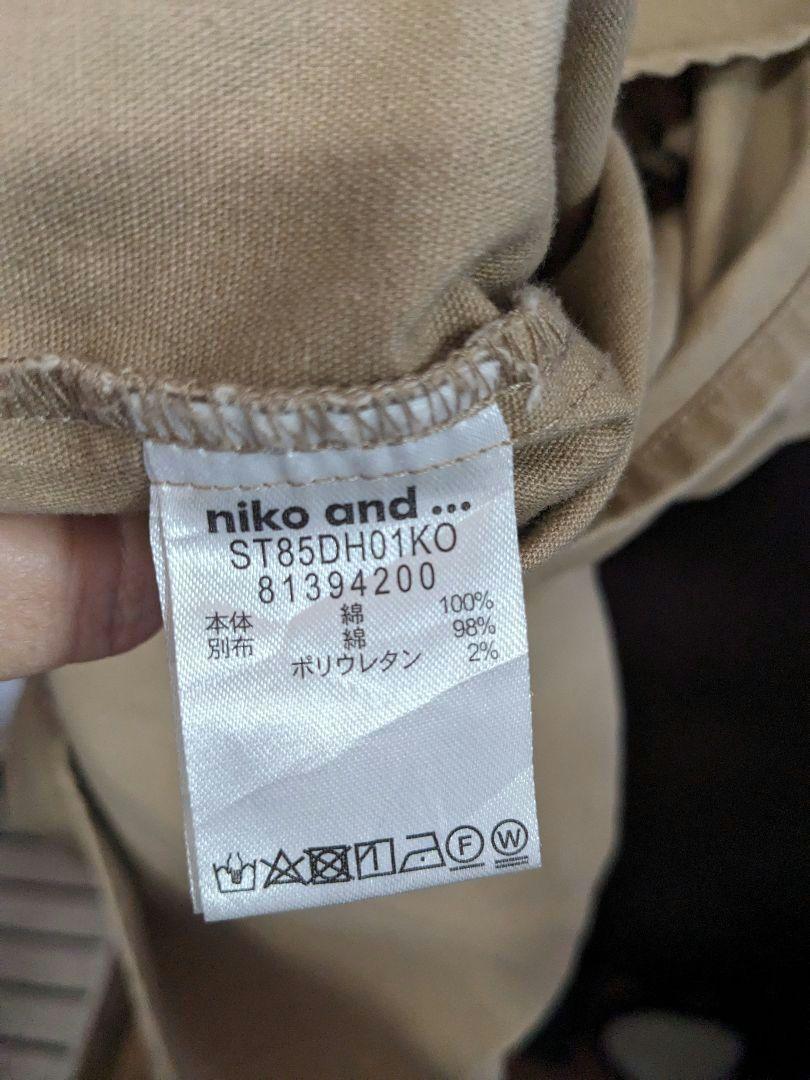 niko and ...
ST85DH01KO
81394200
本体 綿 100%
別布 綿 98%
ポリウレタン 2%
F W